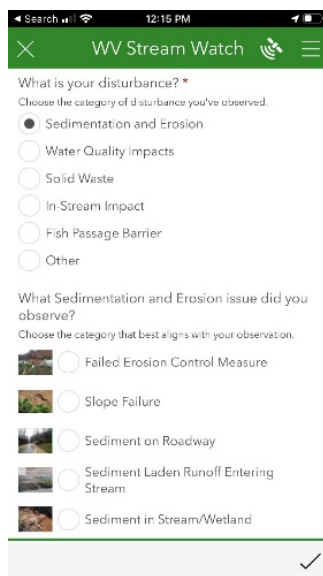 Search
12:15 PM
WV Stream Watch
What is your disturbance? *
Choose the category of disturbance you've observed.
Sedimentation and Erosion
Water Quality Impacts
Solid Waste
In-Stream Impact
Fish Passage Barrier
Other
What Sedimentation and Erosion issue did you
observe?
Choose the category that best aligns with your observation.
Failed Erosion Control Measure
Slope Failure
Sediment on Roadway
Sediment Laden Runoff Entering
Stream
Sediment in Stream/Wetland